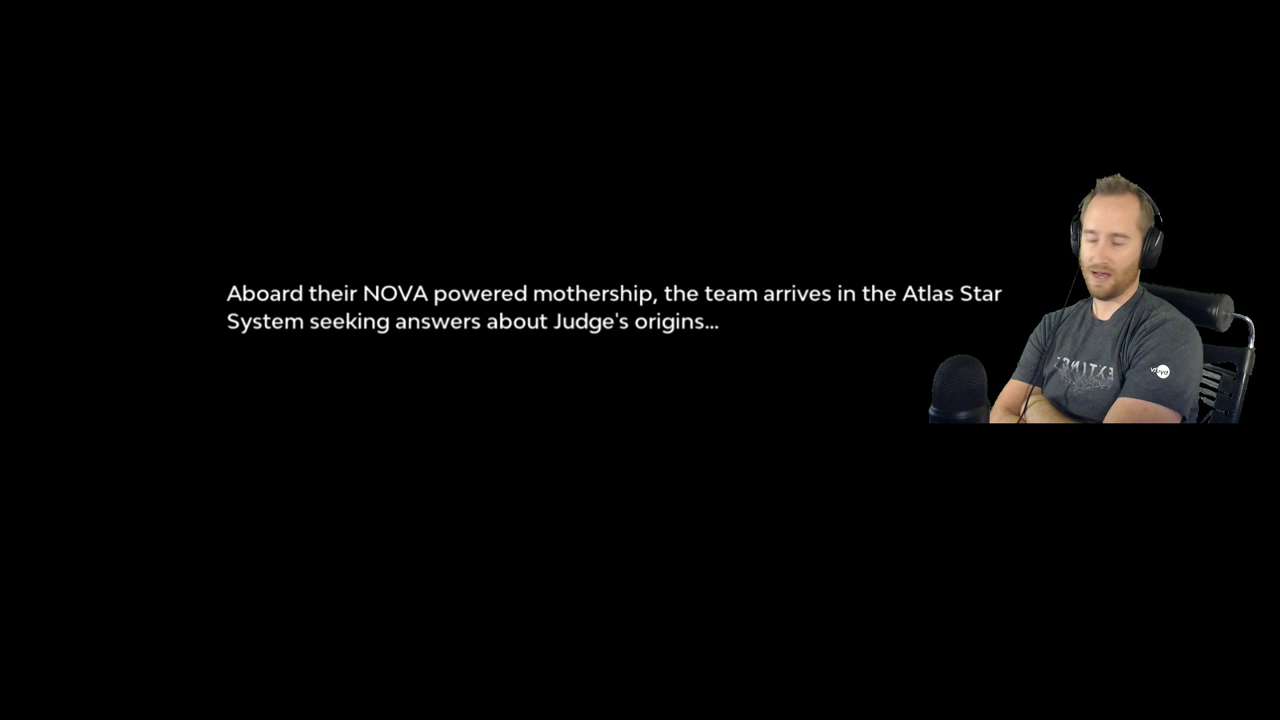 Aboard their NOVA powered mothership, the team arrives in the Atlas Star
System seeking answers about Judge's origins...